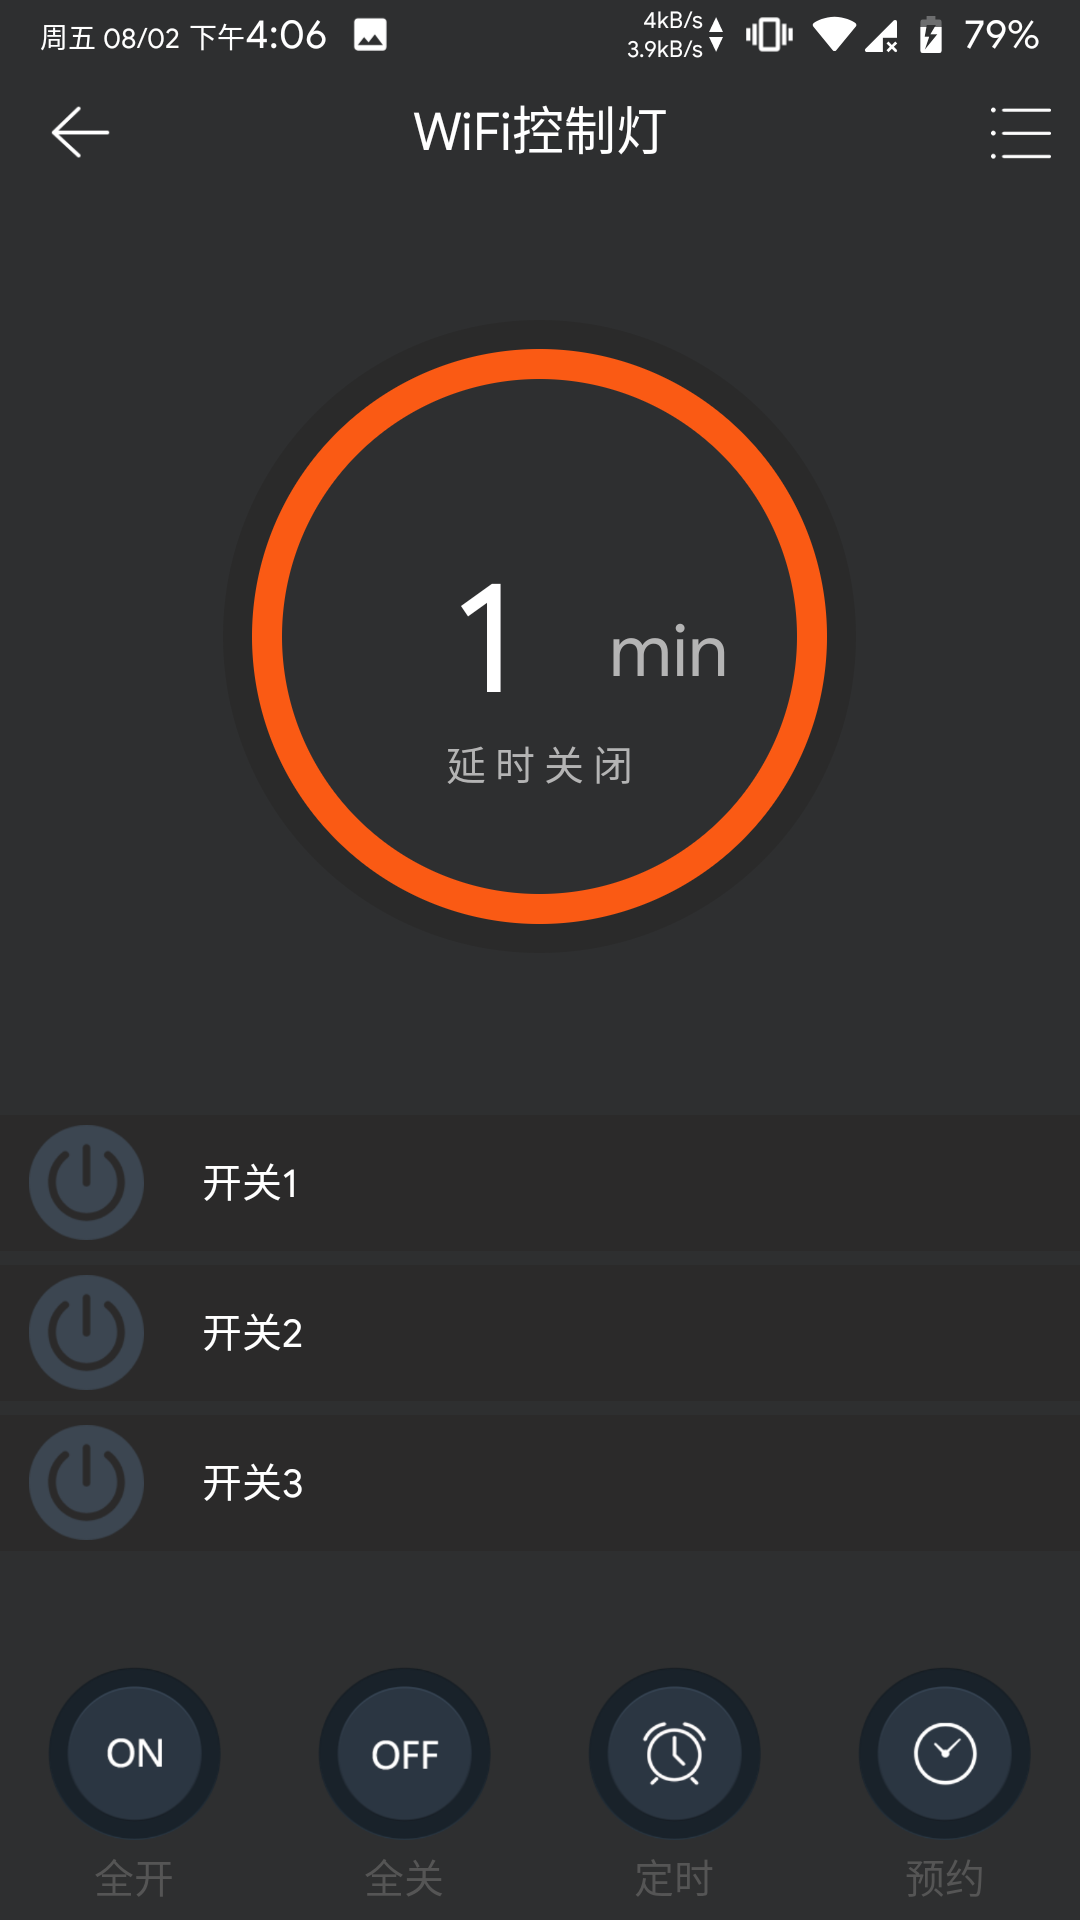 周五 08/02 下午4:06
4kB/s
3.9kB/s
79%
WiFi控制灯
1 min
延时关闭
开关1
开关2
开关3
ON OFF
全开 全关 定时 预约